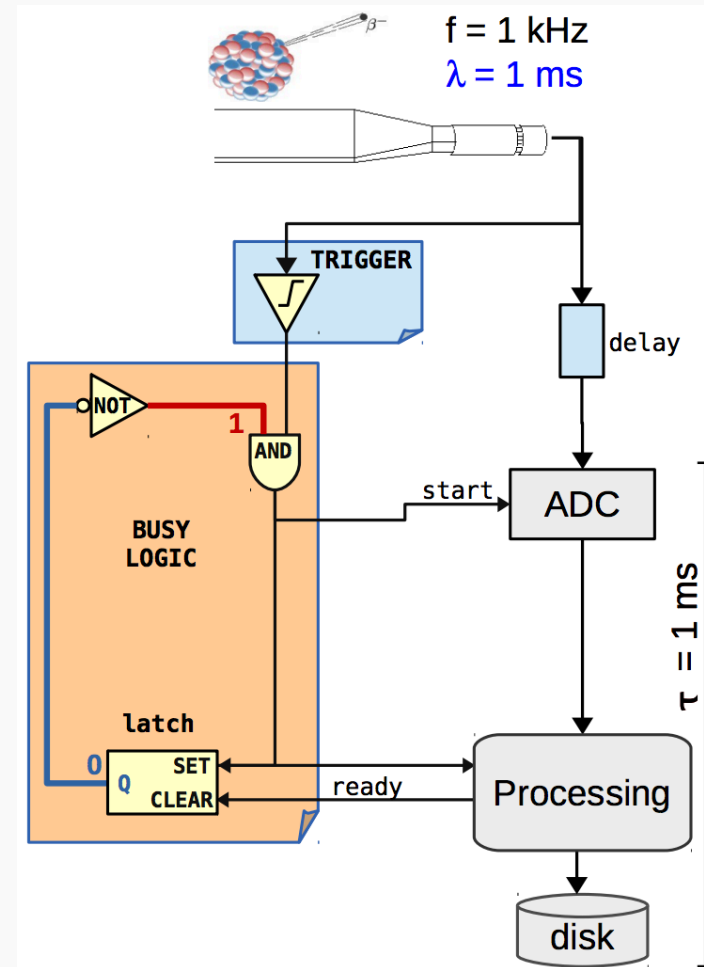 β⁻
f = 1 kHz
λ = 1 ms
TRIGGER
delay
NOT
1
AND
start
ADC
BUSY
LOGIC
τ = 1 ms
latch
0
Q
SET
CLEAR
ready
Processing
disk